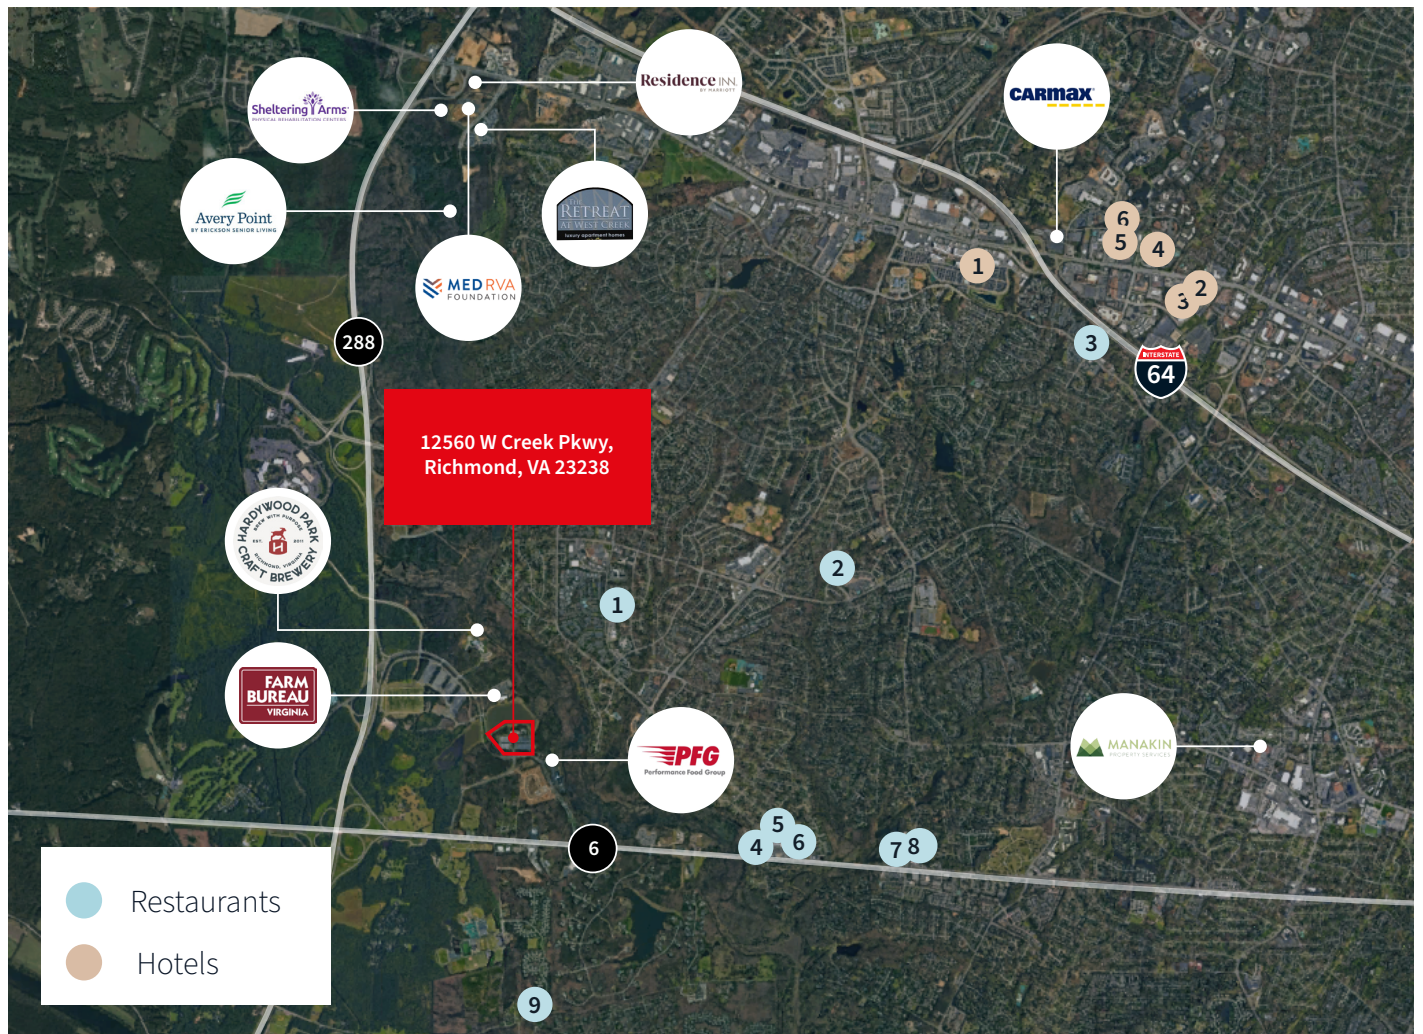 Sheltering Arms
PHYSICAL REHABILITATION CENTERS
Residence INN.
BY MARRIOTT
CARMAX
Avery Point
BY ERICKSON SENIOR LIVING
THE
RETREAT
AT WEST CREEK
luxury apartment homes
MEDRVA
FOUNDATION
6
5
4
1
2
3
288
3
INTERSTATE
64
12560 W Creek Pkwy,
Richmond, VA 23238
HARDYWOOD PARK
BREW WITH PURPOSE
EST. 2011
H
RICHMOND, VIRGINIA
CRAFT BREWERY
2
1
FARM
BUREAU
VIRGINIA
PFG
Performance Food Group
MANAKIN
PROPERTY SERVICES
5
4
6
7
8
6
Restaurants
Hotels
9